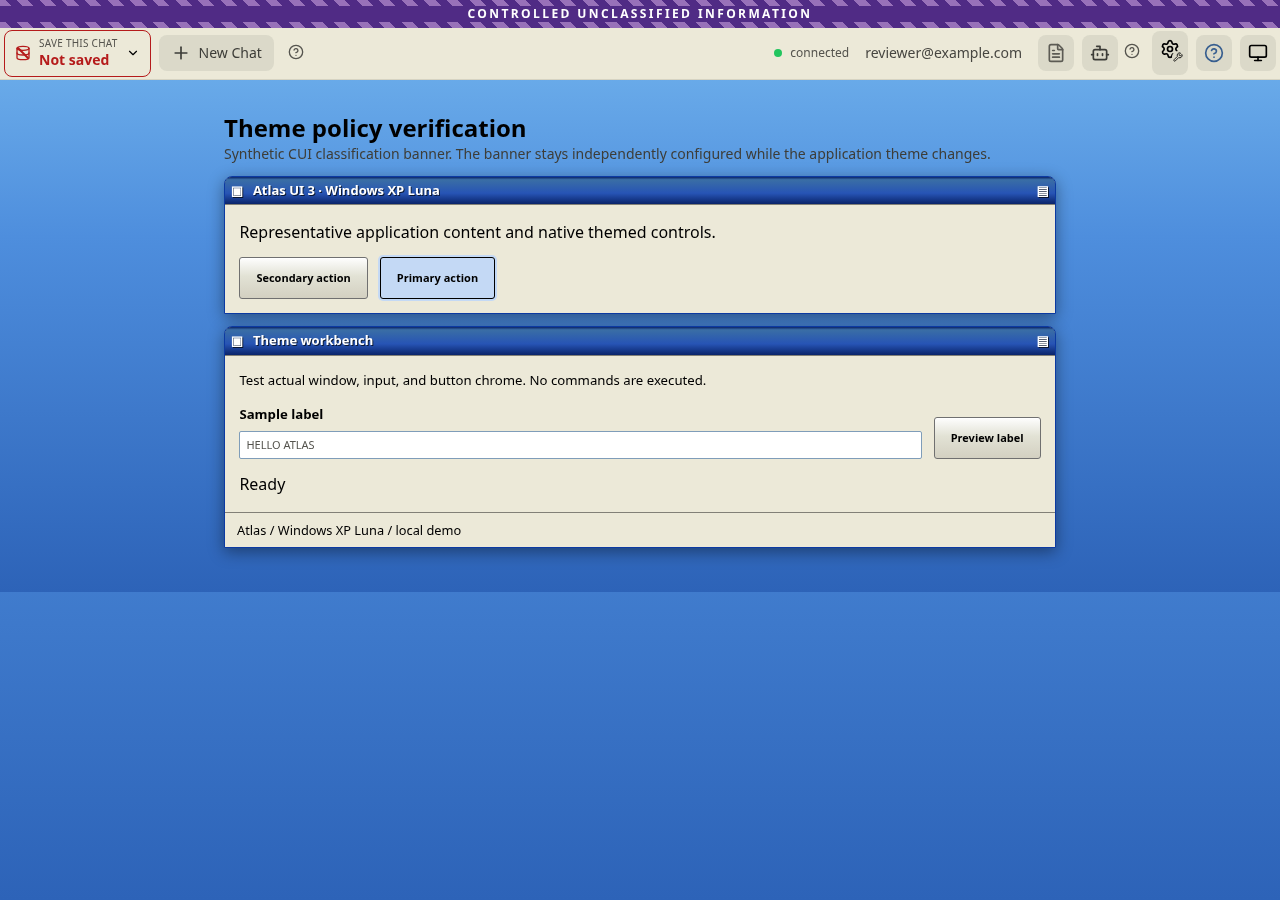 CONTROLLED UNCLASSIFIED INFORMATION
SAVE THIS CHAT
Not saved
New Chat
connected
reviewer@example.com
Theme policy verification
Synthetic CUI classification banner. The banner stays independently configured while the application theme changes.
Atlas UI 3 · Windows XP Luna
Representative application content and native themed controls.
Secondary action
Primary action
Theme workbench
Test actual window, input, and button chrome. No commands are executed.
Sample label
HELLO ATLAS
Preview label
Ready
Atlas / Windows XP Luna / local demo